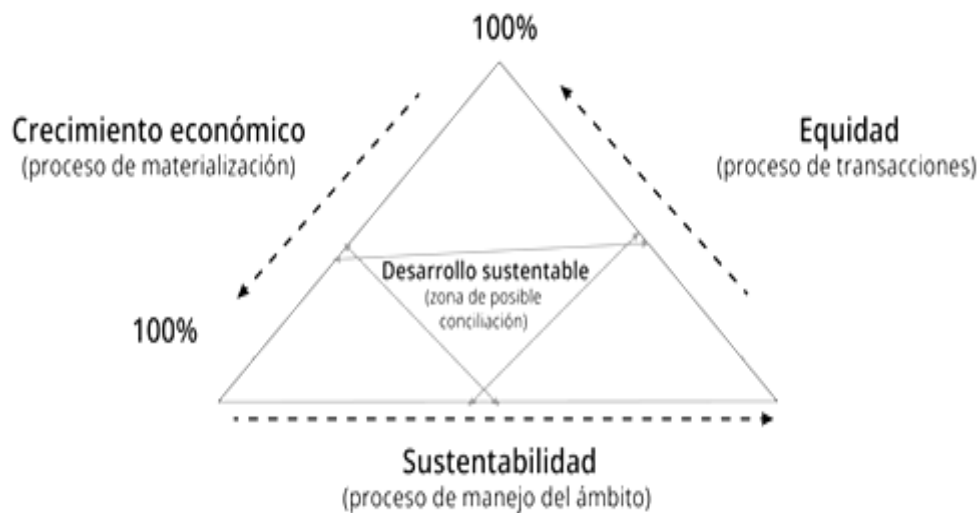 100%
Crecimiento económico
(proceso de materialización)
Equidad
(proceso de transacciones)
Desarrollo sustentable
(zona de posible
conciliación)
100%
Sustentabilidad
(proceso de manejo del ámbito)